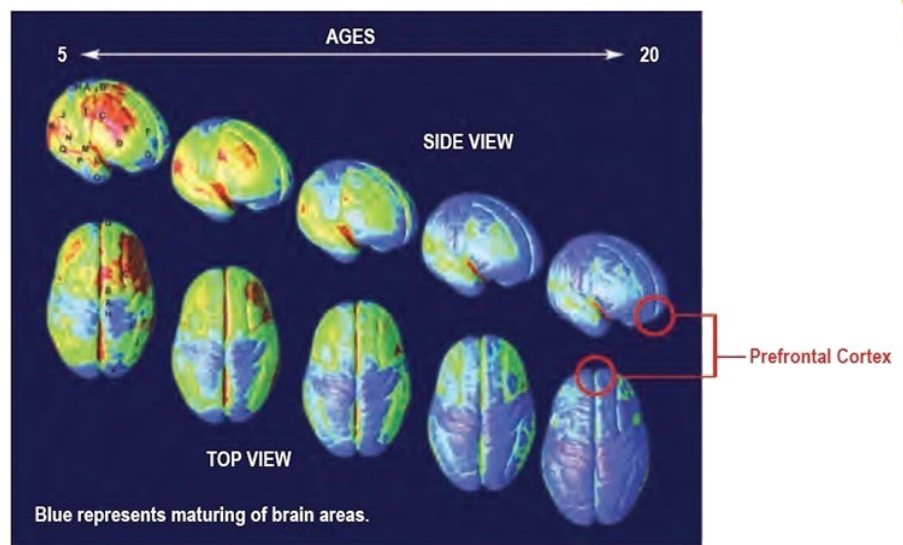 AGES
5
20
SIDE VIEW
Prefrontal Cortex
TOP VIEW
Blue represents maturing of brain areas.